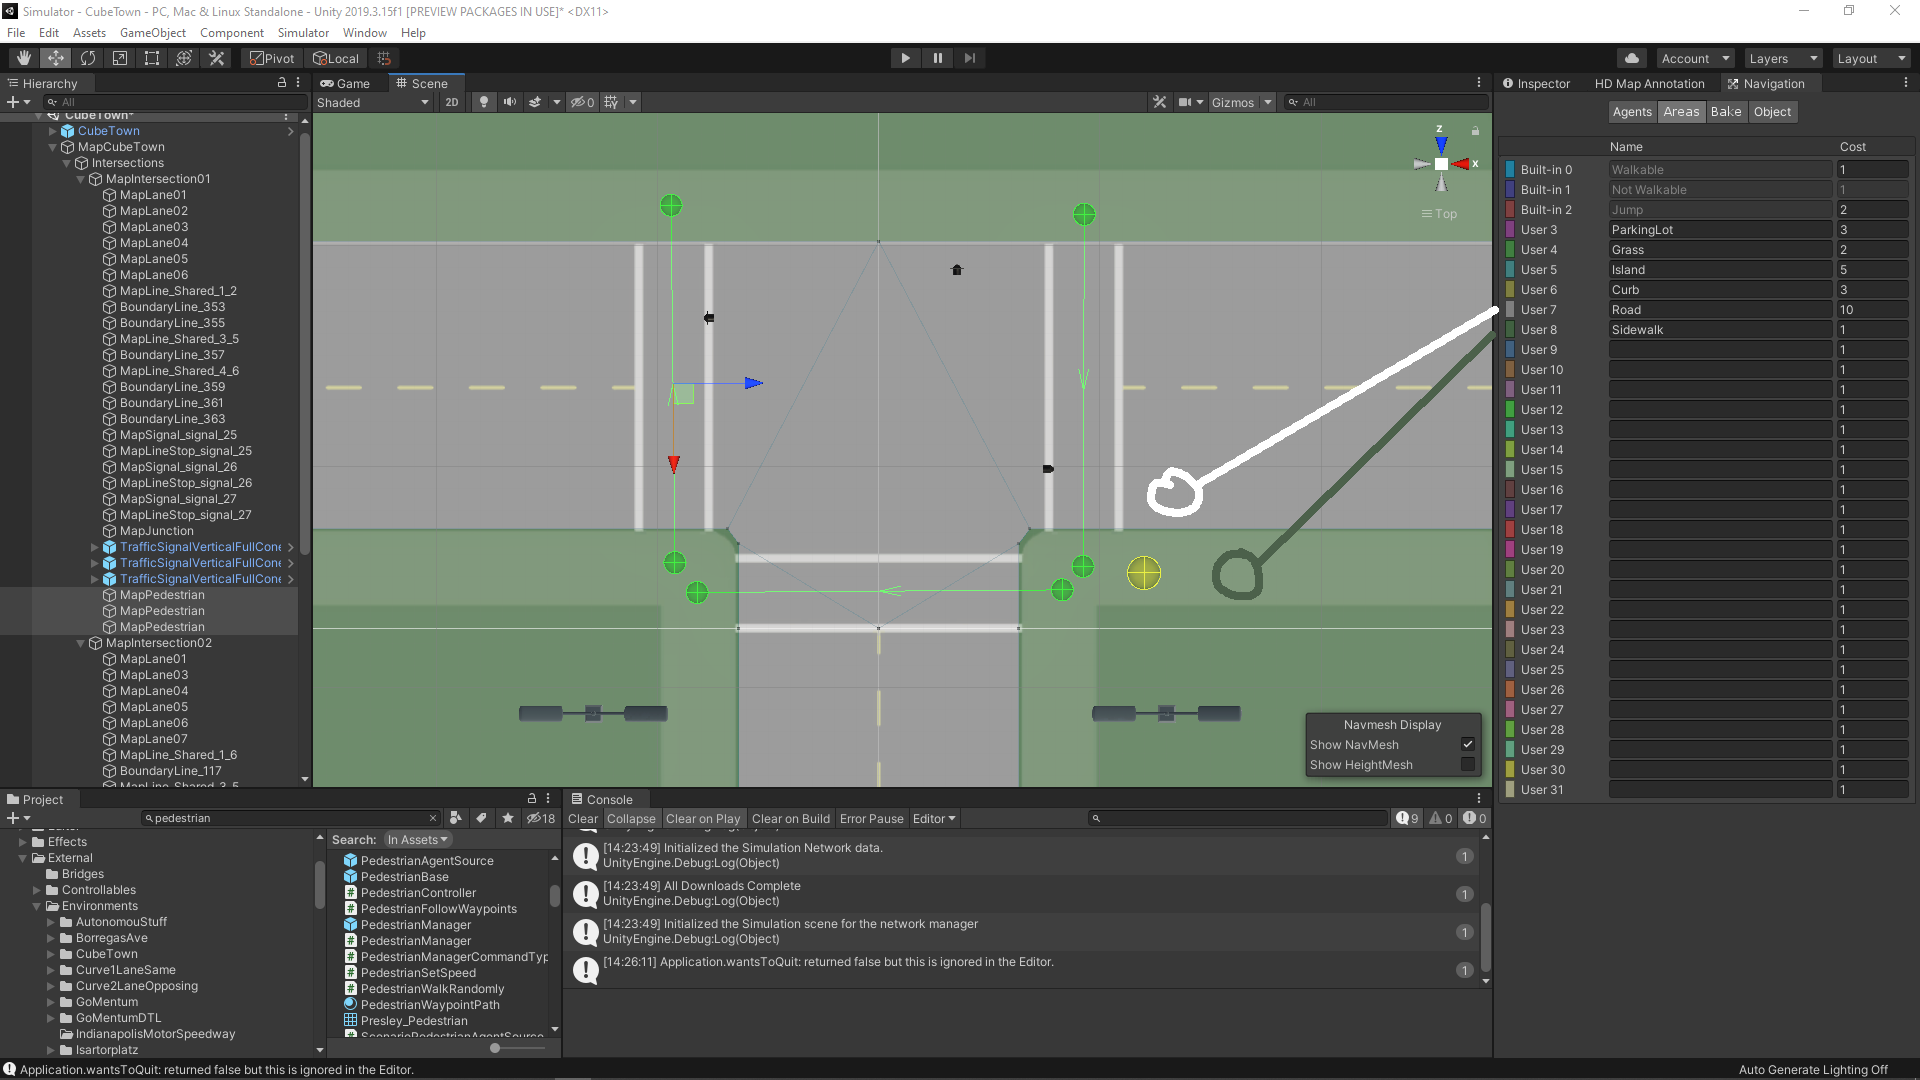 Simulator - CubeTown - PC, Mac & Linux Standalone - Unity 2019.3.15f1 [PREVIEW PACKAGES IN USE]* <DX11>
File Edit Assets GameObject Component Simulator Window Help
Pivot Local Account Layers Layout
Hierarchy
All
CubeTown*
CubeTown
MapCubeTown
Intersections
MapIntersection01
MapLane01
MapLane02
MapLane03
MapLane04
MapLane05
MapLane06
MapLine_Shared_1_2
BoundaryLine_353
BoundaryLine_355
MapLine_Shared_3_5
BoundaryLine_357
MapLine_Shared_4_6
BoundaryLine_359
BoundaryLine_361
BoundaryLine_363
MapSignal_signal_25
MapLineStop_signal_25
MapSignal_signal_26
MapLineStop_signal_26
MapSignal_signal_27
MapLineStop_signal_27
MapJunction
TrafficSignalVerticalFullCone
TrafficSignalVerticalFullCone
TrafficSignalVerticalFullCone
MapPedestrian
MapPedestrian
MapPedestrian
MapIntersection02
MapLane01
MapLane03
MapLane04
MapLane05
MapLane06
MapLane07
MapLine_Shared_1_6
BoundaryLine_117
MapLine_Shared_3_5
Game Scene
Shaded 2D 0 Gizmos All
z
x
Top
Navmesh Display
Show NavMesh
Show HeightMesh
Inspector HD Map Annotation Navigation
Agents Areas Bake Object
Name Cost
Built-in 0 Walkable 1
Built-in 1 Not Walkable 1
Built-in 2 Jump 2
User 3 ParkingLot 3
User 4 Grass 2
User 5 Island 5
User 6 Curb 3
User 7 Road 10
User 8 Sidewalk 1
User 9 1
User 10 1
User 11 1
User 12 1
User 13 1
User 14 1
User 15 1
User 16 1
User 17 1
User 18 1
User 19 1
User 20 1
User 21 1
User 22 1
User 23 1
User 24 1
User 25 1
User 26 1
User 27 1
User 28 1
User 29 1
User 30 1
User 31 1
Project
pedestrian 18
Effects
External
Bridges
Controllables
Environments
AutonomouStuff
BorregasAve
CubeTown
Curve1LaneSame
Curve2LaneOpposing
GoMentum
GoMentumDTL
IndianapolisMotorSpeedway
Isartorplatz
Search: In Assets
PedestrianAgentSource
PedestrianBase
PedestrianController
PedestrianFollowWaypoints
PedestrianManager
PedestrianManager
PedestrianManagerCommandTyp
PedestrianSetSpeed
PedestrianWalkRandomly
PedestrianWaypointPath
Presley_Pedestrian
ScenarioPedestrianAgentSource
Console
Clear Collapse Clear on Play Clear on Build Error Pause Editor 9 0 0
[14:23:49] Initialized the Simulation Network data.
UnityEngine.Debug:Log(Object) 1
[14:23:49] All Downloads Complete
UnityEngine.Debug:Log(Object) 1
[14:23:49] Initialized the Simulation scene for the network manager
UnityEngine.Debug:Log(Object) 1
[14:26:11] Application.wantsToQuit: returned false but this is ignored in the Editor. 1
Application.wantsToQuit: returned false but this is ignored in the Editor.
Auto Generate Lighting Off